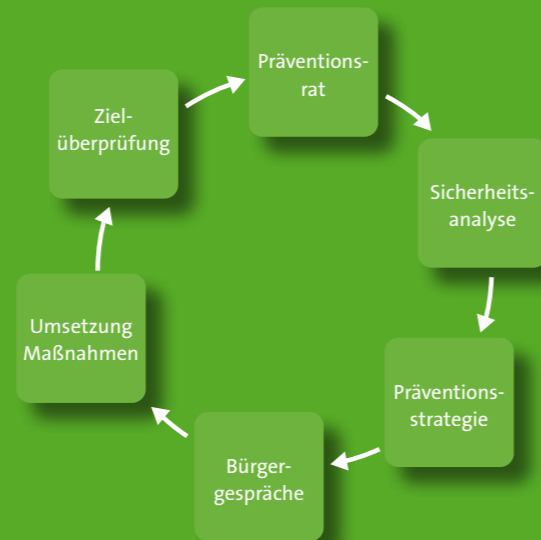 Präventions-
rat
Sicherheits-
analyse
Präventions-
strategie
Bürger-
gespräche
Umsetzung
Maßnahmen
Ziel-
überprüfung